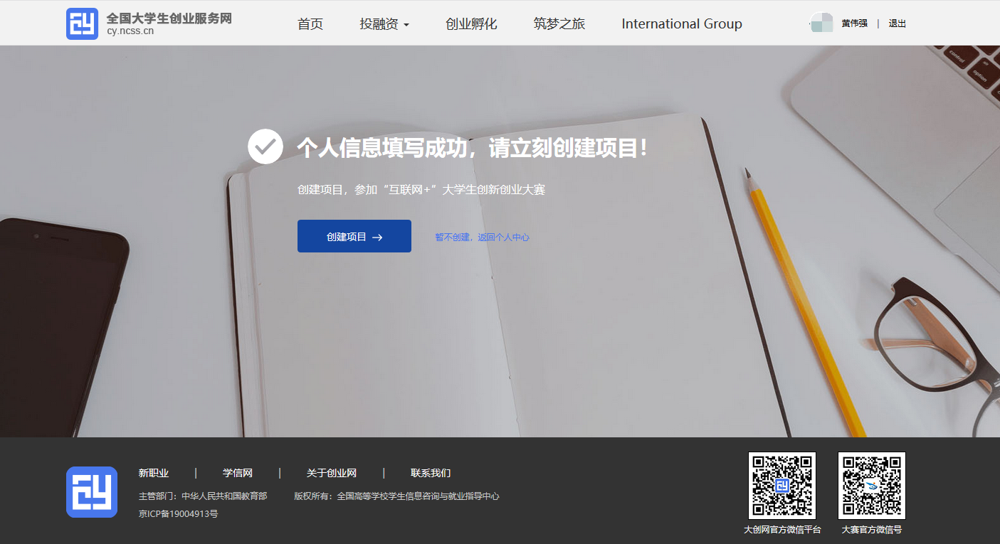 全国大学生创业服务网
cy.ncss.cn
首页 投融资 创业孵化 筑梦之旅 International Group 黄伟强 | 退出
control
option
个人信息填写成功，请立刻创建项目！
创建项目，参加“互联网+”大学生创新创业大赛
创建项目 → 暂不创建，返回个人中心
新职业 | 学信网 | 关于创业网 | 联系我们
主管部门：中华人民共和国教育部 版权所有：全国高等学校学生信息咨询与就业指导中心
京ICP备19004913号
大创网官方微信平台 大赛官方微信号